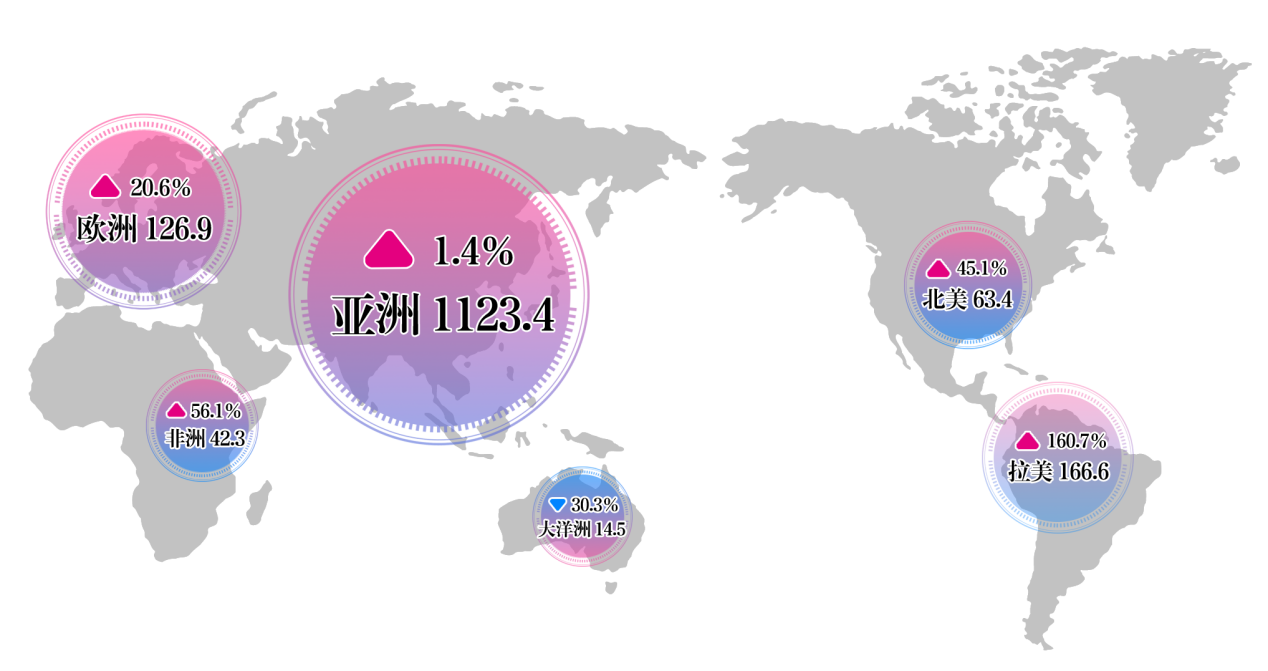 20.6%
欧洲 126.9
1.4%
亚洲 1123.4
45.1%
北美 63.4
56.1%
非洲 42.3
160.7%
拉美 166.6
30.3%
大洋洲 14.5